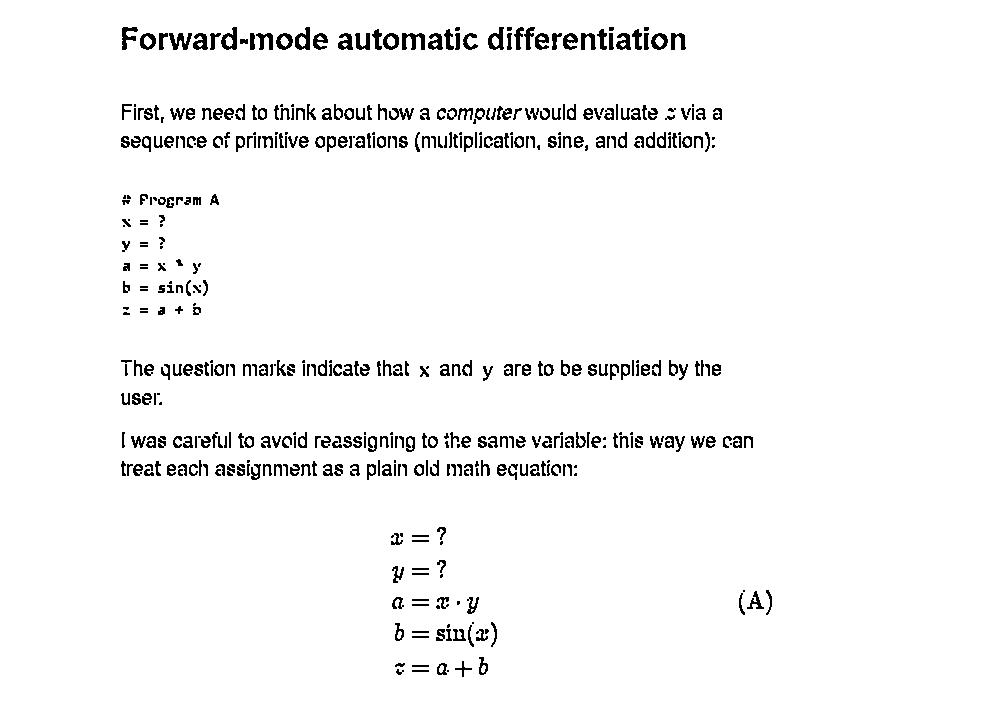 Forward-mode automatic differentiation
First, we need to think about how a computer would evaluate z via a
sequence of primitive operations (multiplication, sine, and addition):
# Program A
x = ?
y = ?
a = x * y
b = sin(x)
z = a + b
The question marks indicate that x and y are to be supplied by the
user.
I was careful to avoid reassigning to the same variable: this way we can
treat each assignment as a plain old math equation:
x = ?
y = ?
a = x · y (A)
b = sin(x)
z = a + b